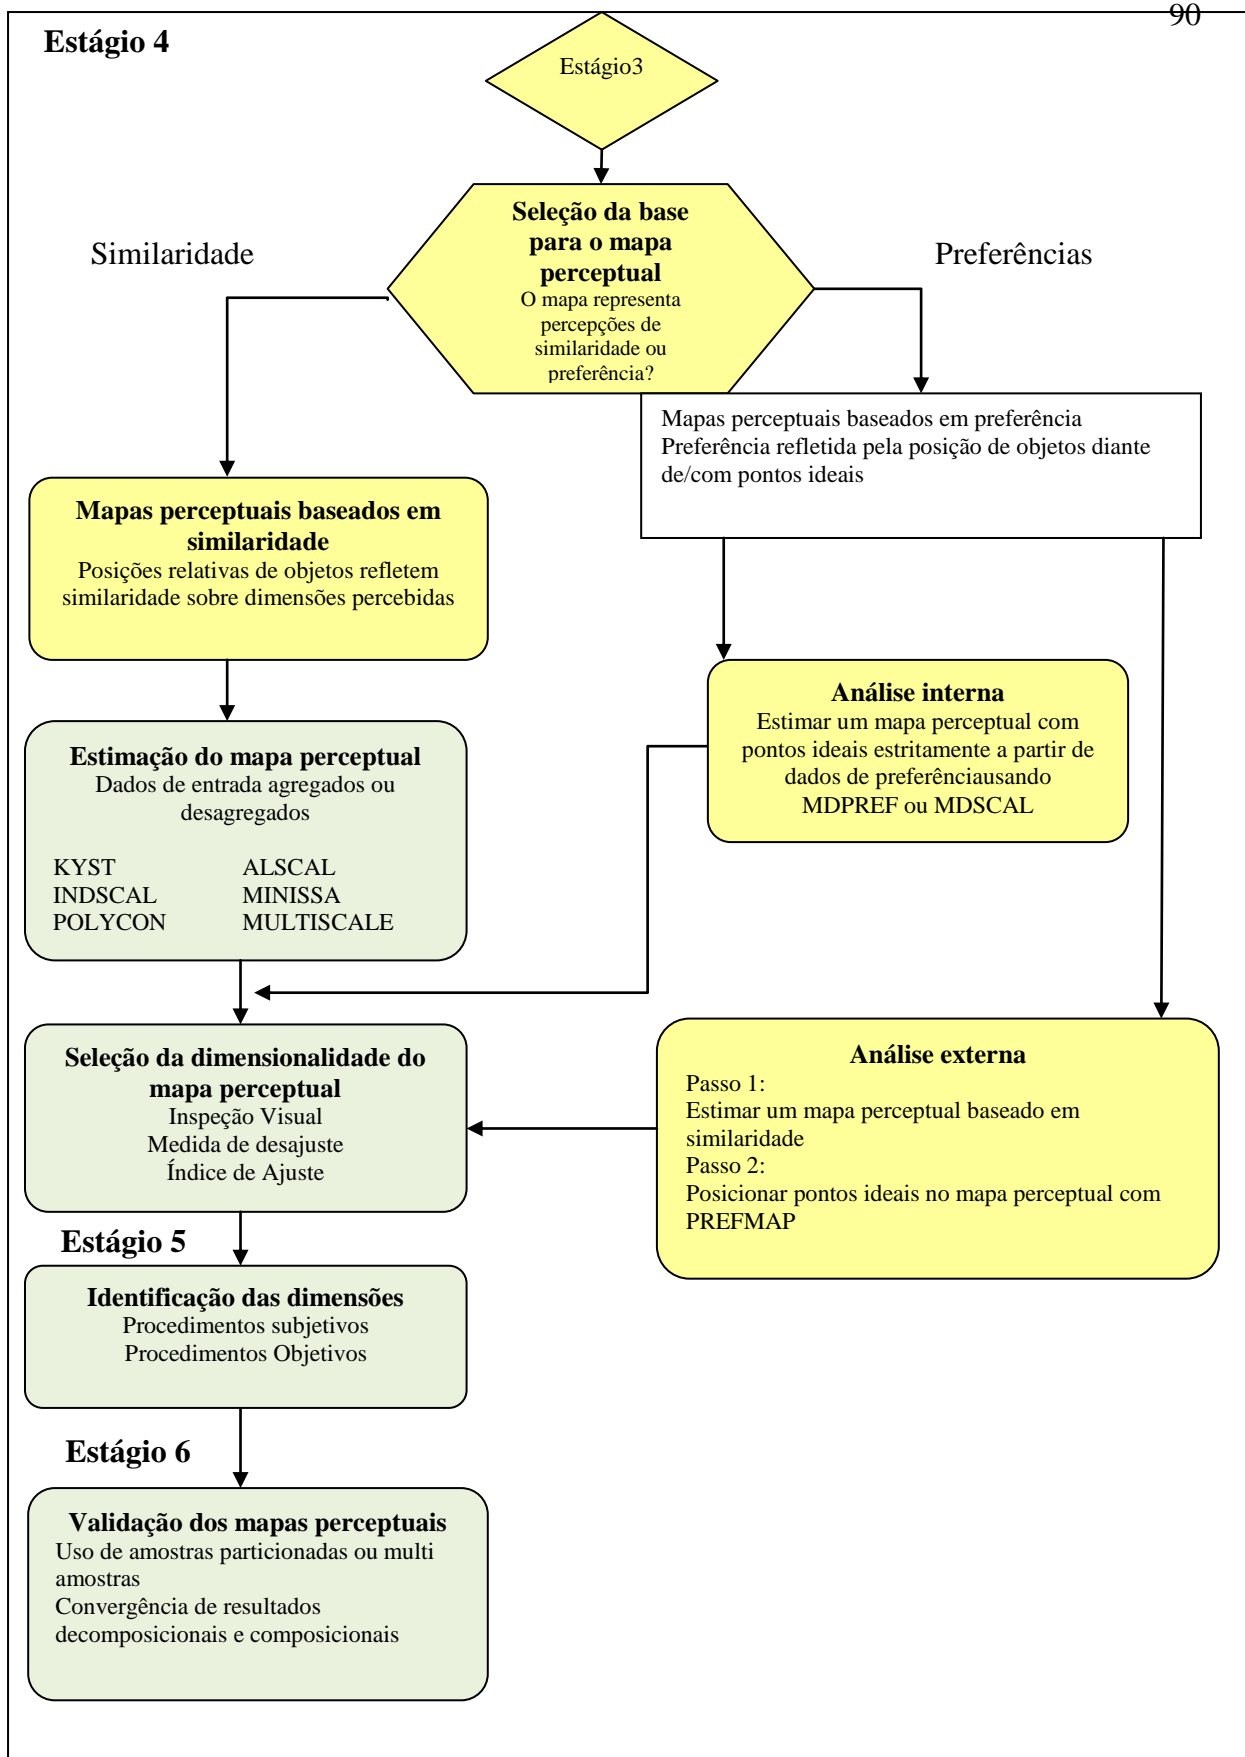 90
Estágio 4
Estágio3
Seleção da base
para o mapa
perceptual
O mapa representa
percepções de
similaridade ou
preferência?
Similaridade
Preferências
Mapas perceptuais baseados em preferência
Preferência refletida pela posição de objetos diante
de/com pontos ideais
Mapas perceptuais baseados em
similaridade
Posições relativas de objetos refletem
similaridade sobre dimensões percebidas
Análise interna
Estimar um mapa perceptual com
pontos ideais estritamente a partir de
dados de preferênciausando
MDPREF ou MDSCAL
Estimação do mapa perceptual
Dados de entrada agregados ou
desagregados
KYST ALSCAL
INDSCAL MINISSA
POLYCON MULTISCALE
Seleção da dimensionalidade do
mapa perceptual
Inspeção Visual
Medida de desajuste
Índice de Ajuste
Análise externa
Passo 1:
Estimar um mapa perceptual baseado em
similaridade
Passo 2:
Posicionar pontos ideais no mapa perceptual com
PREFMAP
Estágio 5
Identificação das dimensões
Procedimentos subjetivos
Procedimentos Objetivos
Estágio 6
Validação dos mapas perceptuais
Uso de amostras particionadas ou multi
amostras
Convergência de resultados
decomposicionais e composicionais